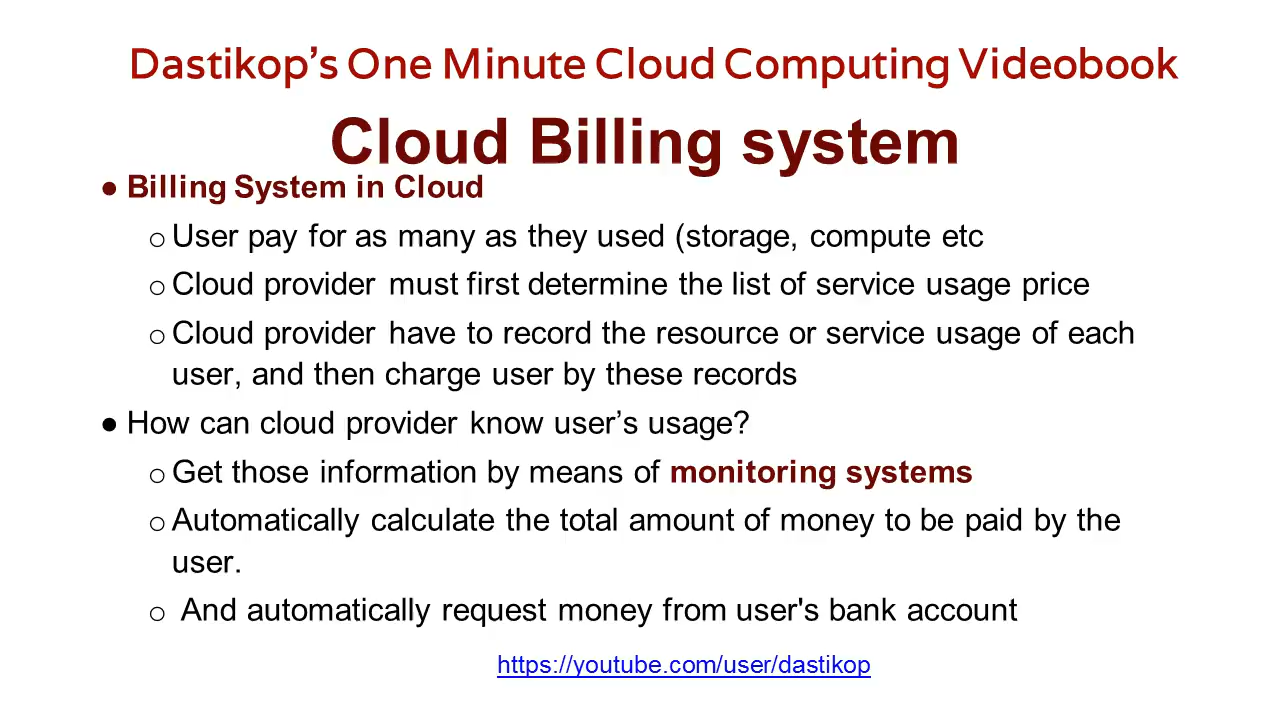 Dastikop's One Minute Cloud Computing Videobook
Cloud Billing system
● Billing System in Cloud
o User pay for as many as they used (storage, compute etc
o Cloud provider must first determine the list of service usage price
o Cloud provider have to record the resource or service usage of each
user, and then charge user by these records
● How can cloud provider know user’s usage?
o Get those information by means of monitoring systems
o Automatically calculate the total amount of money to be paid by the
user.
o And automatically request money from user's bank account
https://youtube.com/user/dastikop